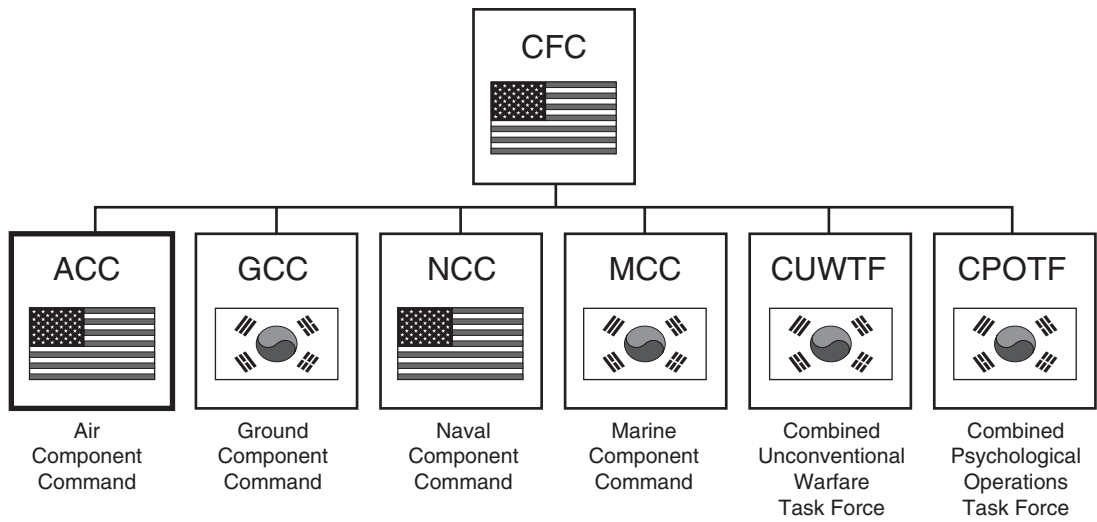 CFC
ACC
GCC
NCC
MCC
CUWTF
CPOTF
Air
Component
Command
Ground
Component
Command
Naval
Component
Command
Marine
Component
Command
Combined
Unconventional
Warfare
Task Force
Combined
Psychological
Operations
Task Force